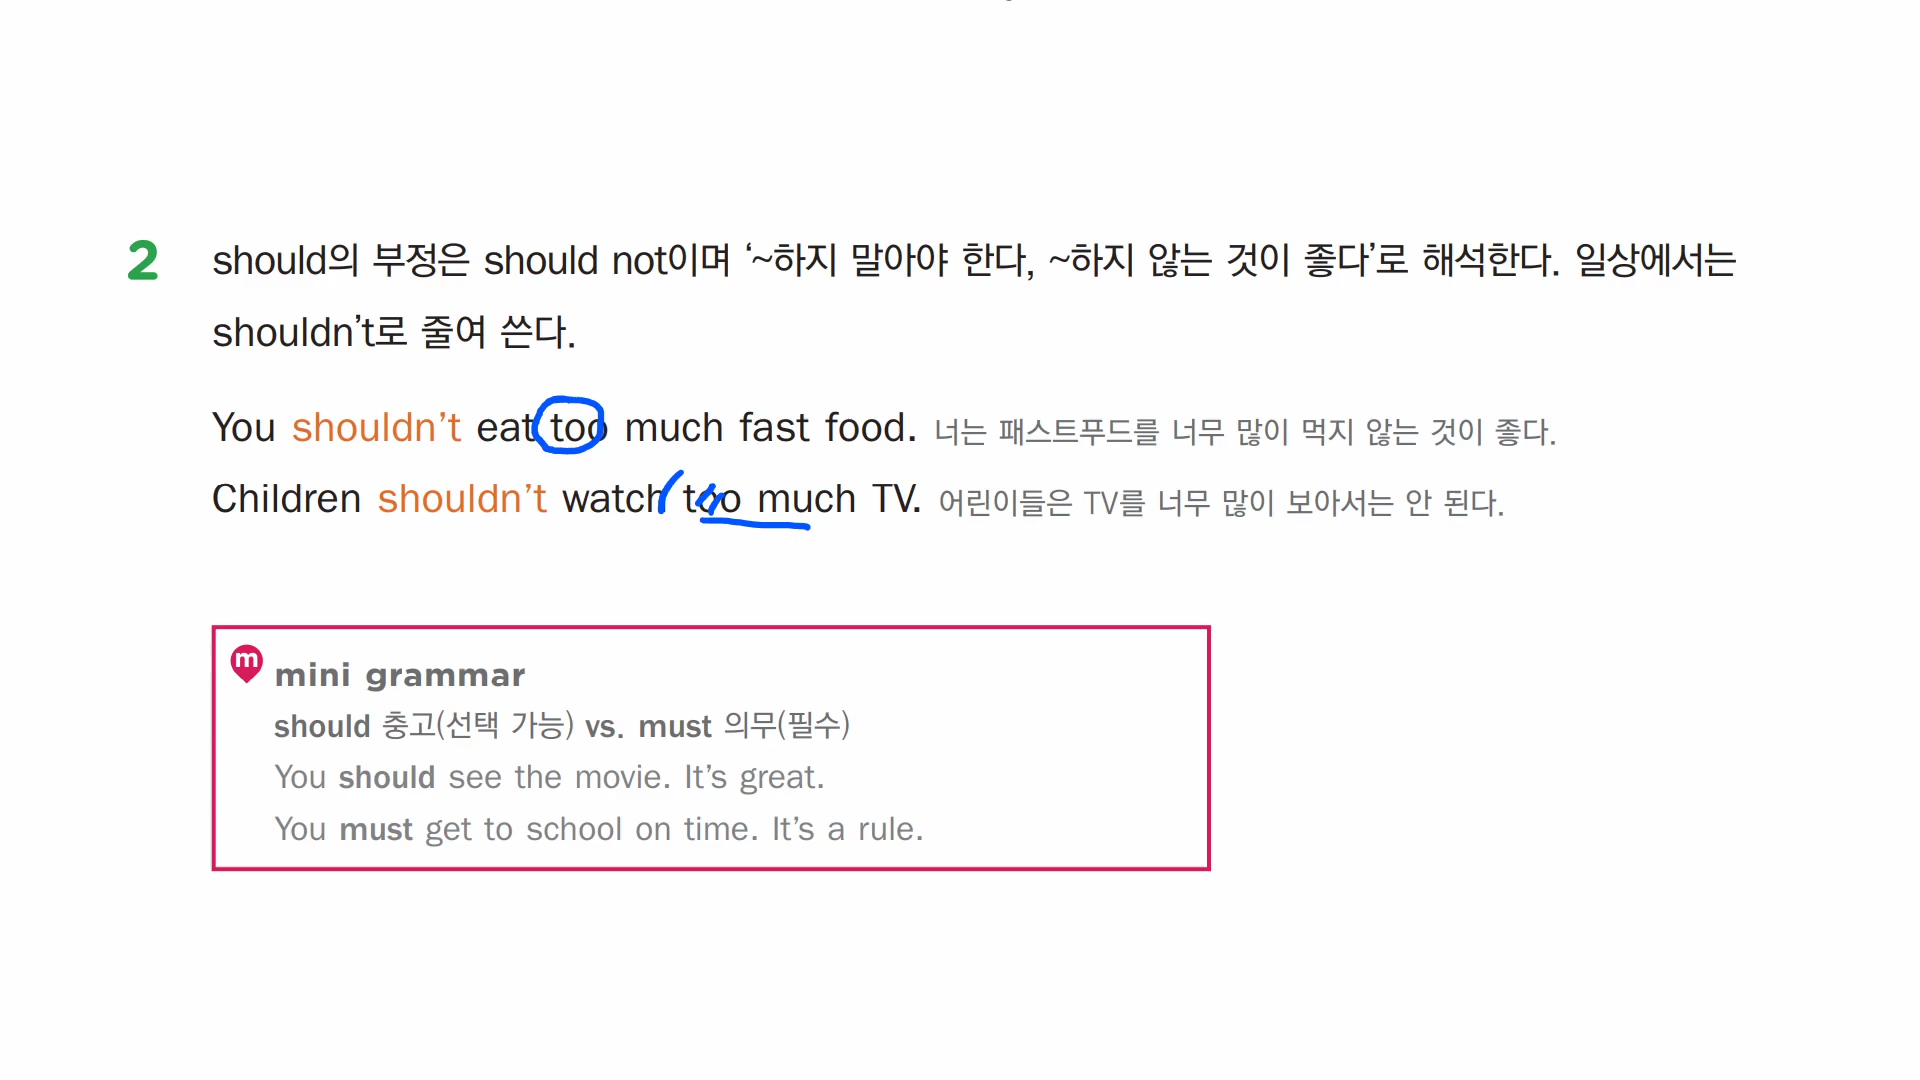 2 should의 부정은 should not이며 ‘~하지 말아야 한다, ~하지 않는 것이 좋다’로 해석한다. 일상에서는
shouldn’t로 줄여 쓴다.
You shouldn’t eat too much fast food. 너는 패스트푸드를 너무 많이 먹지 않는 것이 좋다.
Children shouldn’t watch too much TV. 어린이들은 TV를 너무 많이 보아서는 안 된다.
m mini grammar
should 충고(선택 가능) vs. must 의무(필수)
You should see the movie. It’s great.
You must get to school on time. It’s a rule.